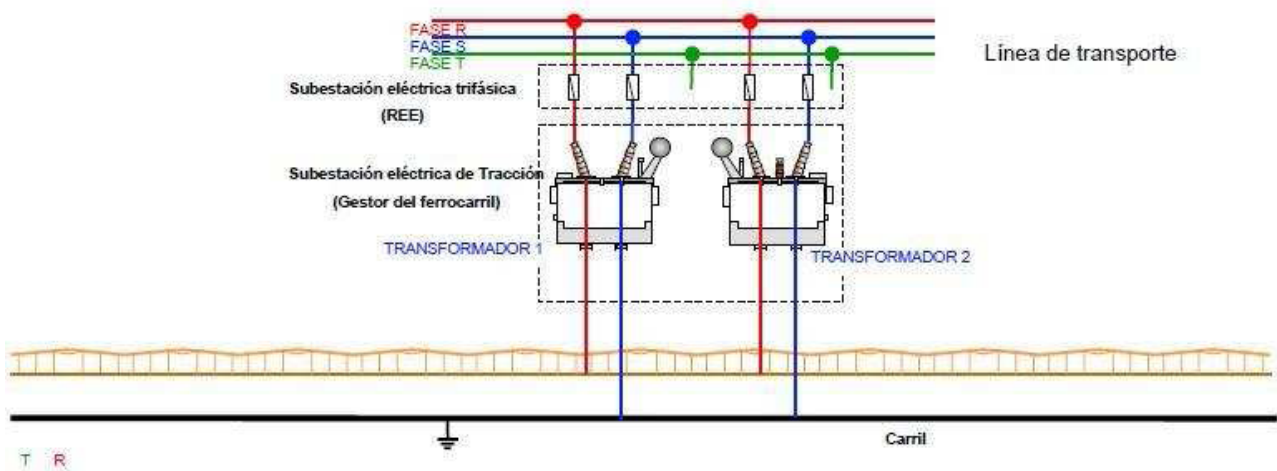 FASE R
FASE S
FASE T
Línea de transporte
Subestación eléctrica trifásica
(REE)
Subestación eléctrica de Tracción
(Gestor del ferrocarril)
TRANSFORMADOR 1
TRANSFORMADOR 2
Carril
T R